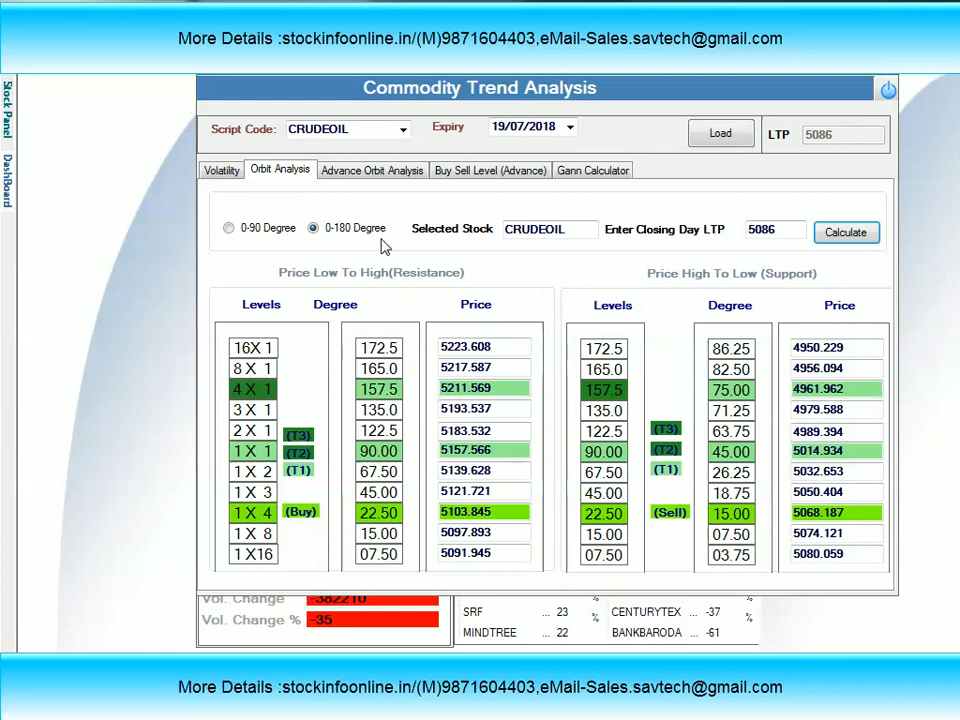 More Details :stockinfoonline.in/(M)9871604403,eMail-Sales.savtech@gmail.com
Stock Panel
DashBoard
Commodity Trend Analysis
Script Code: CRUDEOIL Expiry 19/07/2018 Load LTP 5086
Volatility Orbit Analysis Advance Orbit Analysis Buy Sell Level (Advance) Gann Calculator
0-90 Degree 0-180 Degree Selected Stock CRUDEOIL Enter Closing Day LTP 5086 Calculate
Price Low To High(Resistance) Price High To Low (Support)
Levels Degree Price Levels Degree Price
16X 1 172.5 5223.608 172.5 86.25 4950.229
8 X 1 165.0 5217.587 165.0 82.50 4956.094
4 X 1 157.5 5211.569 157.5 75.00 4961.962
3 X 1 135.0 5193.537 135.0 71.25 4979.588
2 X 1 (T3) 122.5 5183.532 122.5 (T3) 63.75 4989.394
1 X 1 (T2) 90.00 5157.566 90.00 (T2) 45.00 5014.934
1 X 2 (T1) 67.50 5139.628 67.50 (T1) 26.25 5032.653
1 X 3 45.00 5121.721 45.00 18.75 5050.404
1 X 4 (Buy) 22.50 5103.845 22.50 (Sell) 15.00 5068.187
1 X 8 15.00 5097.893 15.00 07.50 5074.121
1 X16 07.50 5091.945 07.50 03.75 5080.059
Vol. Change -382210
Vol. Change % -35
SRF ... 23 % CENTURYTEX ... -37 %
MINDTREE ... 22 % BANKBARODA ... -61 %
More Details :stockinfoonline.in/(M)9871604403,eMail-Sales.savtech@gmail.com